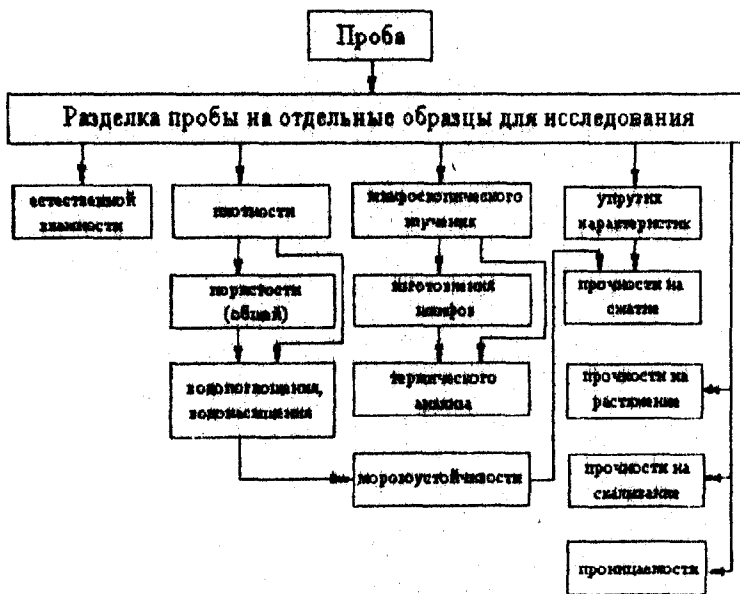 Проба
Разделка пробы на отдельные образцы для исследования
естественной
влажности
плотности
микроскопического
изучения
упругих
характеристик
пористости
(общей)
изготовления
шлифов
прочности на
сжатие
водопоглощения,
водонасыщения
термического
анализа
прочности на
растяжение
морозоустойчивости
прочности на
скалывание
проницаемости